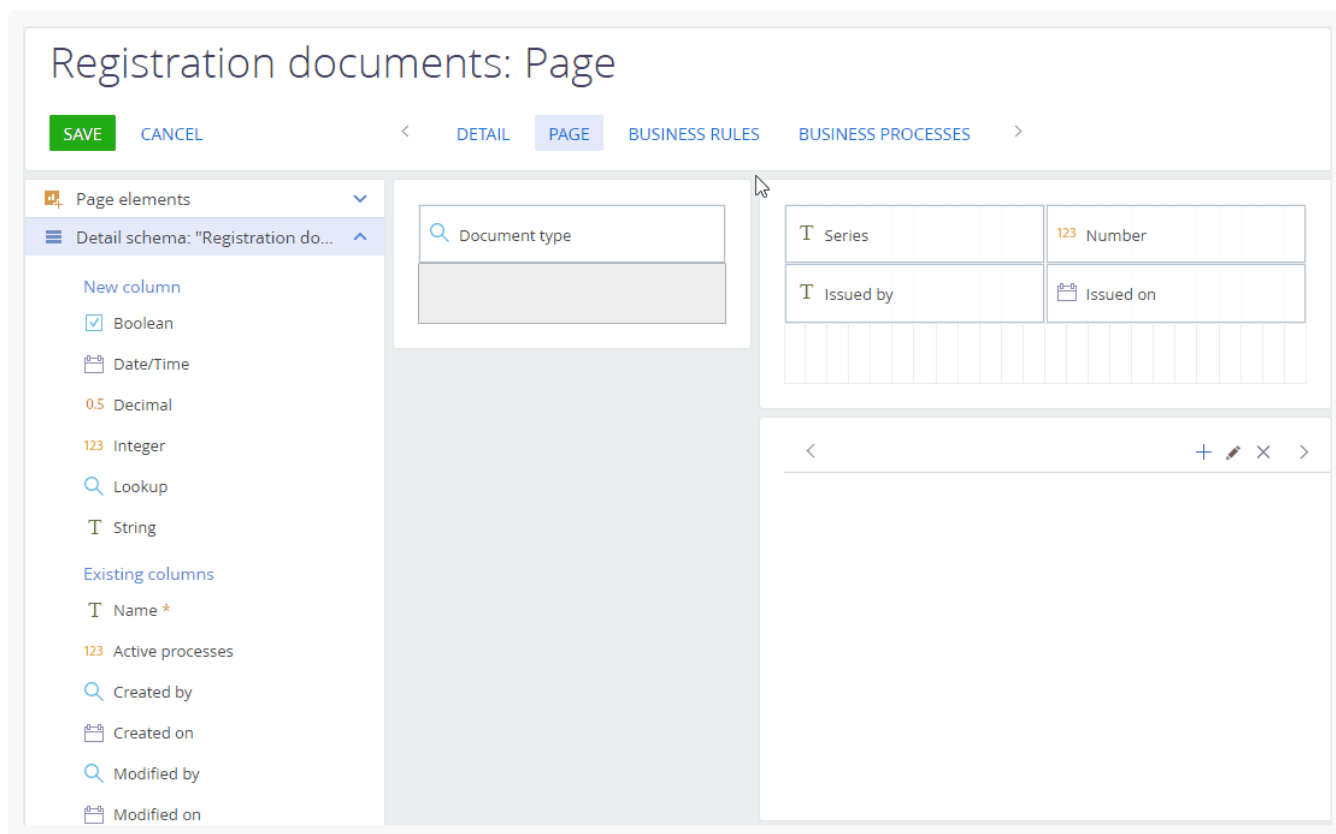 Registration documents: Page
SAVE CANCEL DETAIL PAGE BUSINESS RULES BUSINESS PROCESSES
Page elements
Detail schema: "Registration do...
New column
Boolean
Date/Time
0.5 Decimal
123 Integer
Lookup
T String
Existing columns
T Name *
123 Active processes
Created by
Created on
Modified by
Modified on
Document type
T Series
123 Number
T Issued by
Issued on